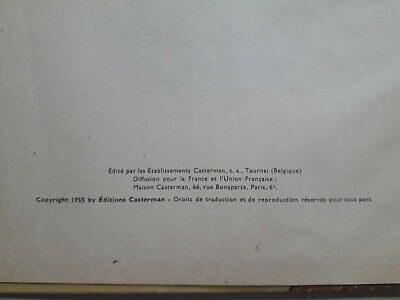 Édité par les Établissements Casterman, s. a., Tournai (Belgique)
Diffusion pour la France et l'Union Française :
Maison Casterman, 66, rue Bonaparte, Paris, 6e.
Copyright 1955 by Éditions Casterman - Droits de traduction et de reproduction réservés pour tous pays.